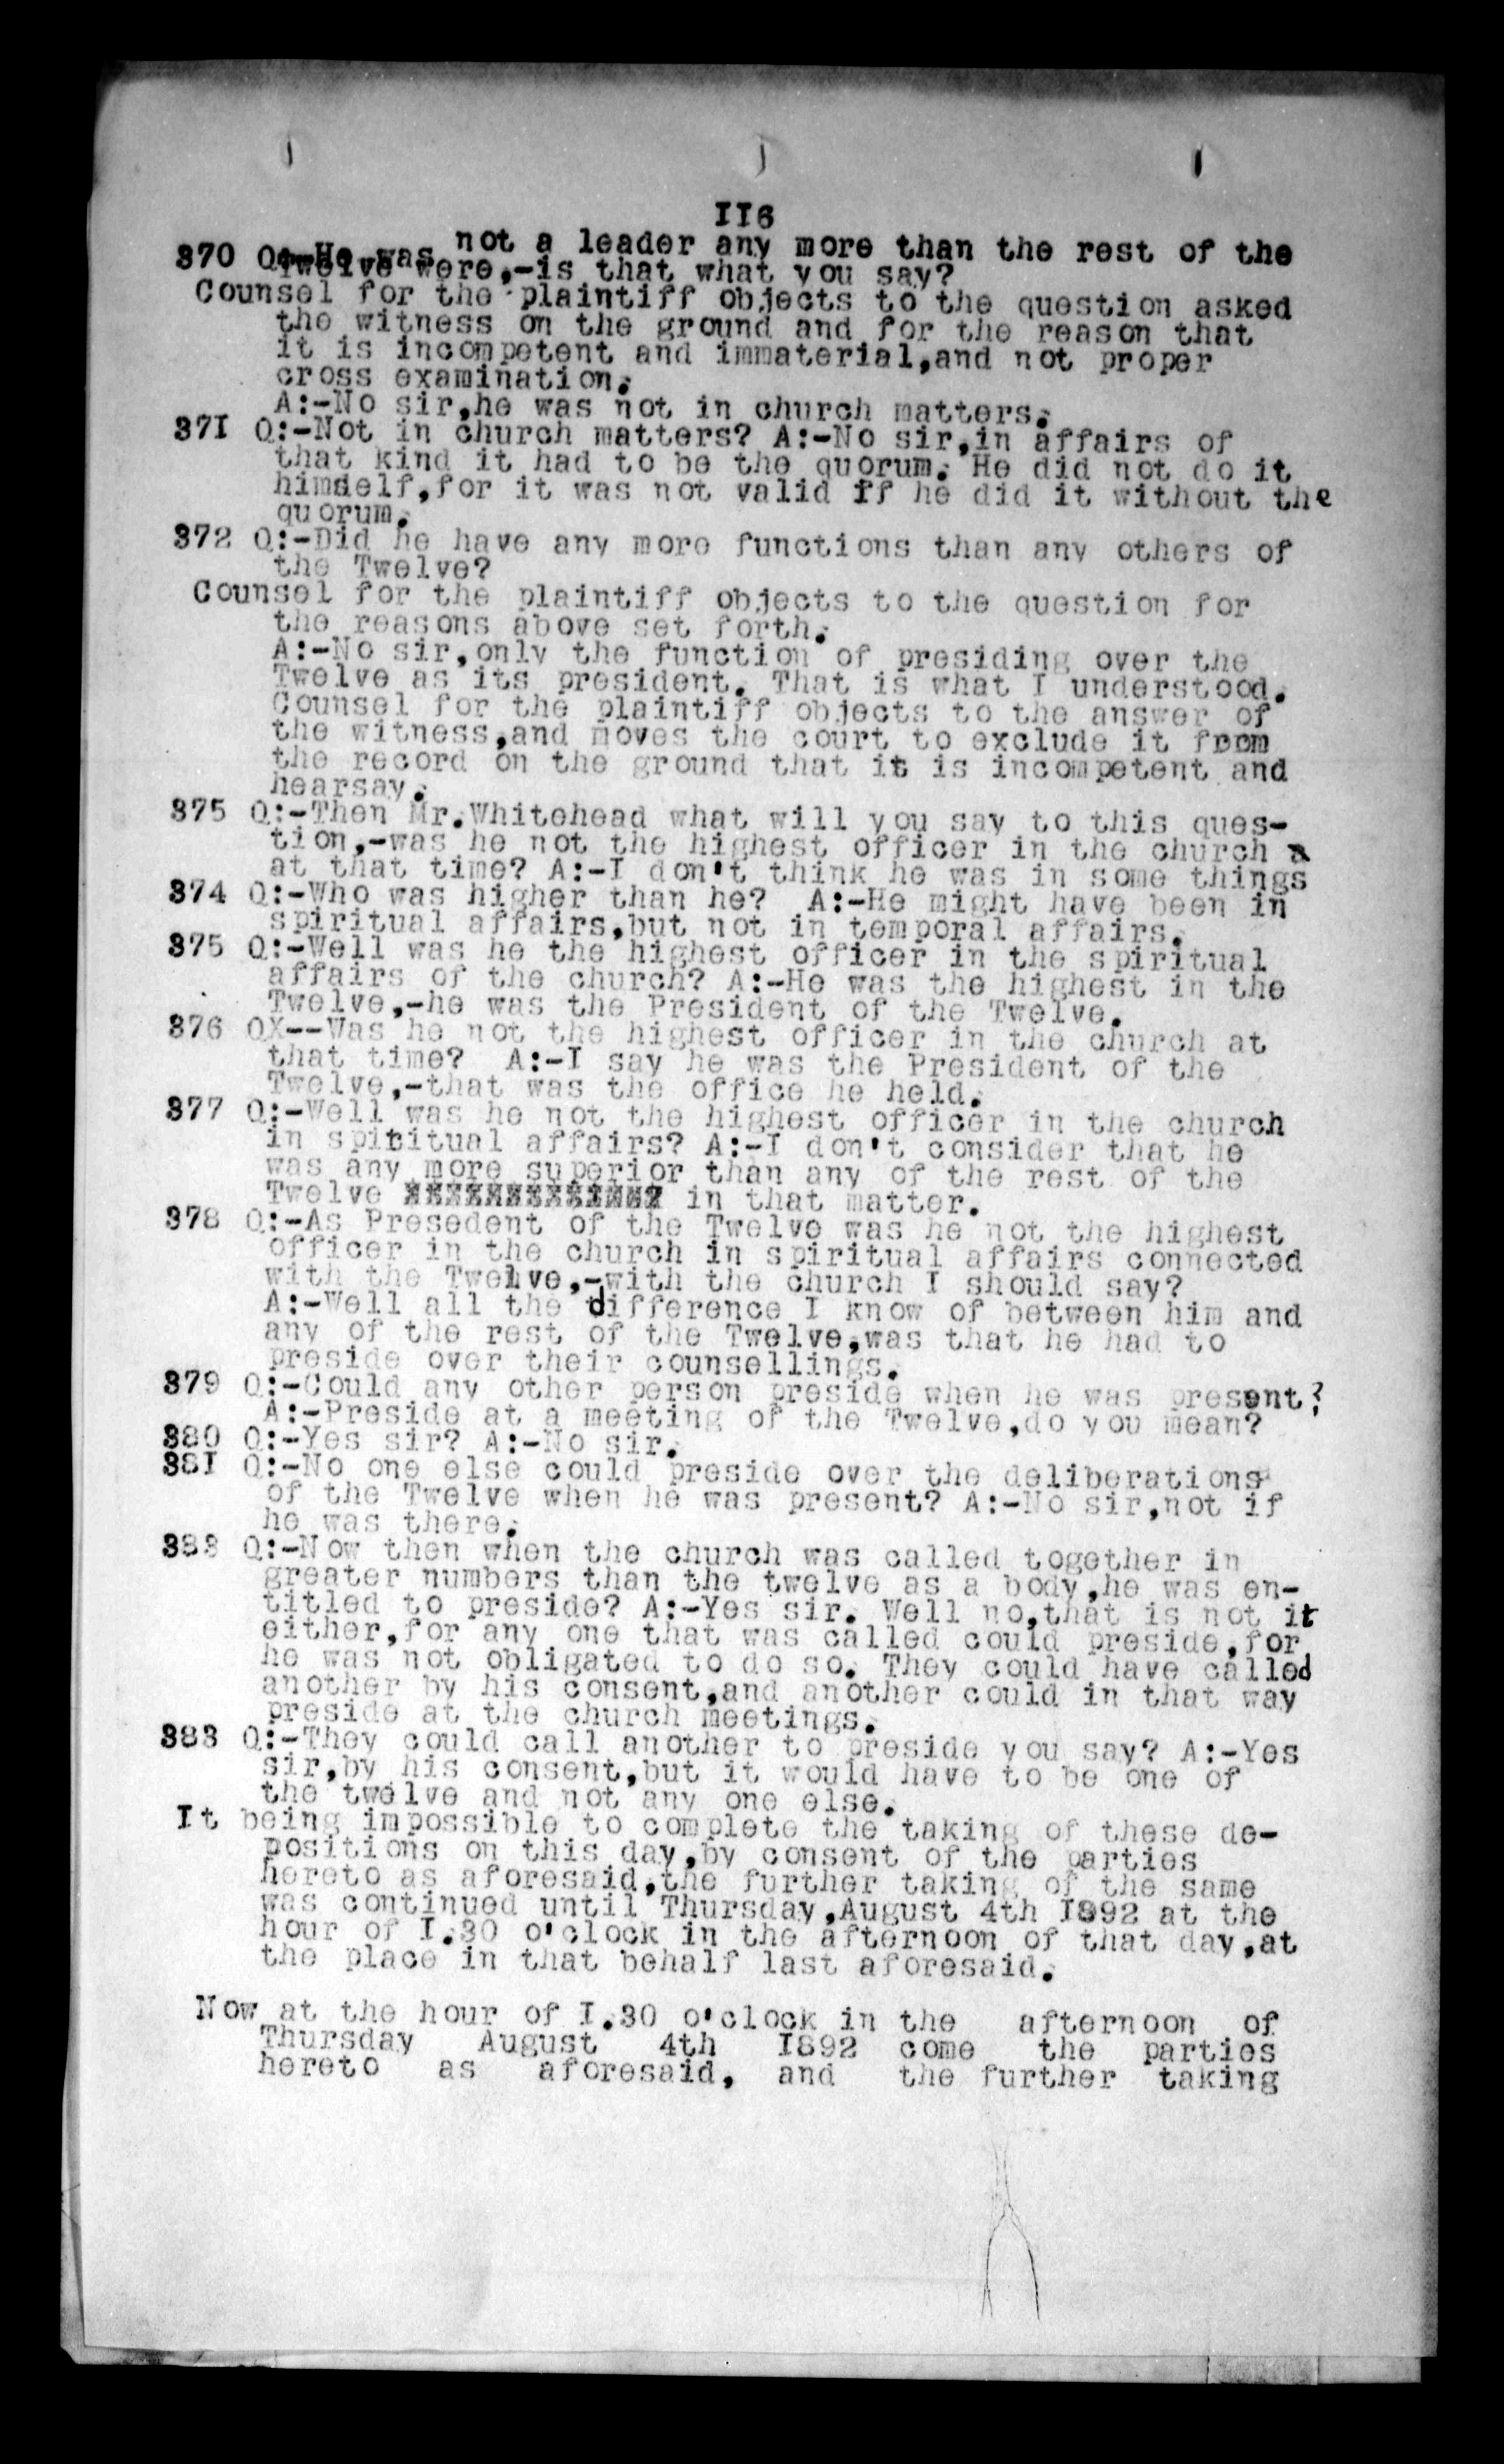 II6
370 Q:-He was not a leader any more than the rest of the
Twelve were,-is that what you say?
Counsel for the plaintiff objects to the question asked
the witness on the ground and for the reason that
it is incompetent and immaterial,and not proper
cross examination.
A:-No sir,he was not in church matters.
37I Q:-Not in church matters? A:-No sir,in affairs of
that kind it had to be the quorum. He did not do it
himself,for it was not valid if he did it without the
quorum.
372 Q:-Did he have any more functions than any others of
the Twelve?
Counsel for the plaintiff objects to the question for
the reasons above set forth.
A:-No sir,only the function of presiding over the
Twelve as its president. That is what I understood.
Counsel for the plaintiff objects to the answer of
the witness,and moves the court to exclude it from
the record on the ground that it is incompetent and
hearsay.
375 Q:-Then Mr.Whitehead what will you say to this ques-
tion,-was he not the highest officer in the church
at that time? A:-I don't think he was in some things
374 Q:-Who was higher than he? A:-He might have been in
spiritual affairs,but not in temporal affairs.
375 Q:-Well was he the highest officer in the spiritual
affairs of the church? A:-He was the highest in the
Twelve,-he was the President of the Twelve.
376 QX--Was he not the highest officer in the church at
that time? A:-I say he was the President of the
Twelve,-that was the office he held.
377 Q:-Well was he not the highest officer in the church
in spiritual affairs? A:-I don't consider that he
was any more superior than any of the rest of the
Twelve in that matter.
378 Q:-As Presedent of the Twelve was he not the highest
officer in the church in spiritual affairs connected
with the Twelve,-with the church I should say?
A:-Well all the difference I know of between him and
any of the rest of the Twelve,was that he had to
preside over their counsellings.
379 Q:-Could any other person preside when he was present?
A:-Preside at a meeting of the Twelve,do you mean?
380 Q:-Yes sir? A:-No sir.
38I Q:-No one else could preside over the deliberations
of the Twelve when he was present? A:-No sir,not if
he was there.
383 Q:-Now then when the church was called together in
greater numbers than the twelve as a body,he was en-
titled to preside? A:-Yes sir. Well no,that is not it
either,for any one that was called could preside,for
he was not obligated to do so. They could have called
another by his consent,and another could in that way
preside at the church meetings.
383 Q:-They could call another to preside you say? A:-Yes
sir,by his consent,but it would have to be one of
the twelve and not any one else.
It being impossible to complete the taking of these de-
positions on this day,by consent of the parties
hereto as aforesaid,the further taking of the same
was continued until Thursday,August 4th I892 at the
hour of I.30 o'clock in the afternoon of that day,at
the place in that behalf last aforesaid.
Now at the hour of I.30 o'clock in the afternoon of
Thursday August 4th I892 come the parties
hereto as aforesaid, and the further taking